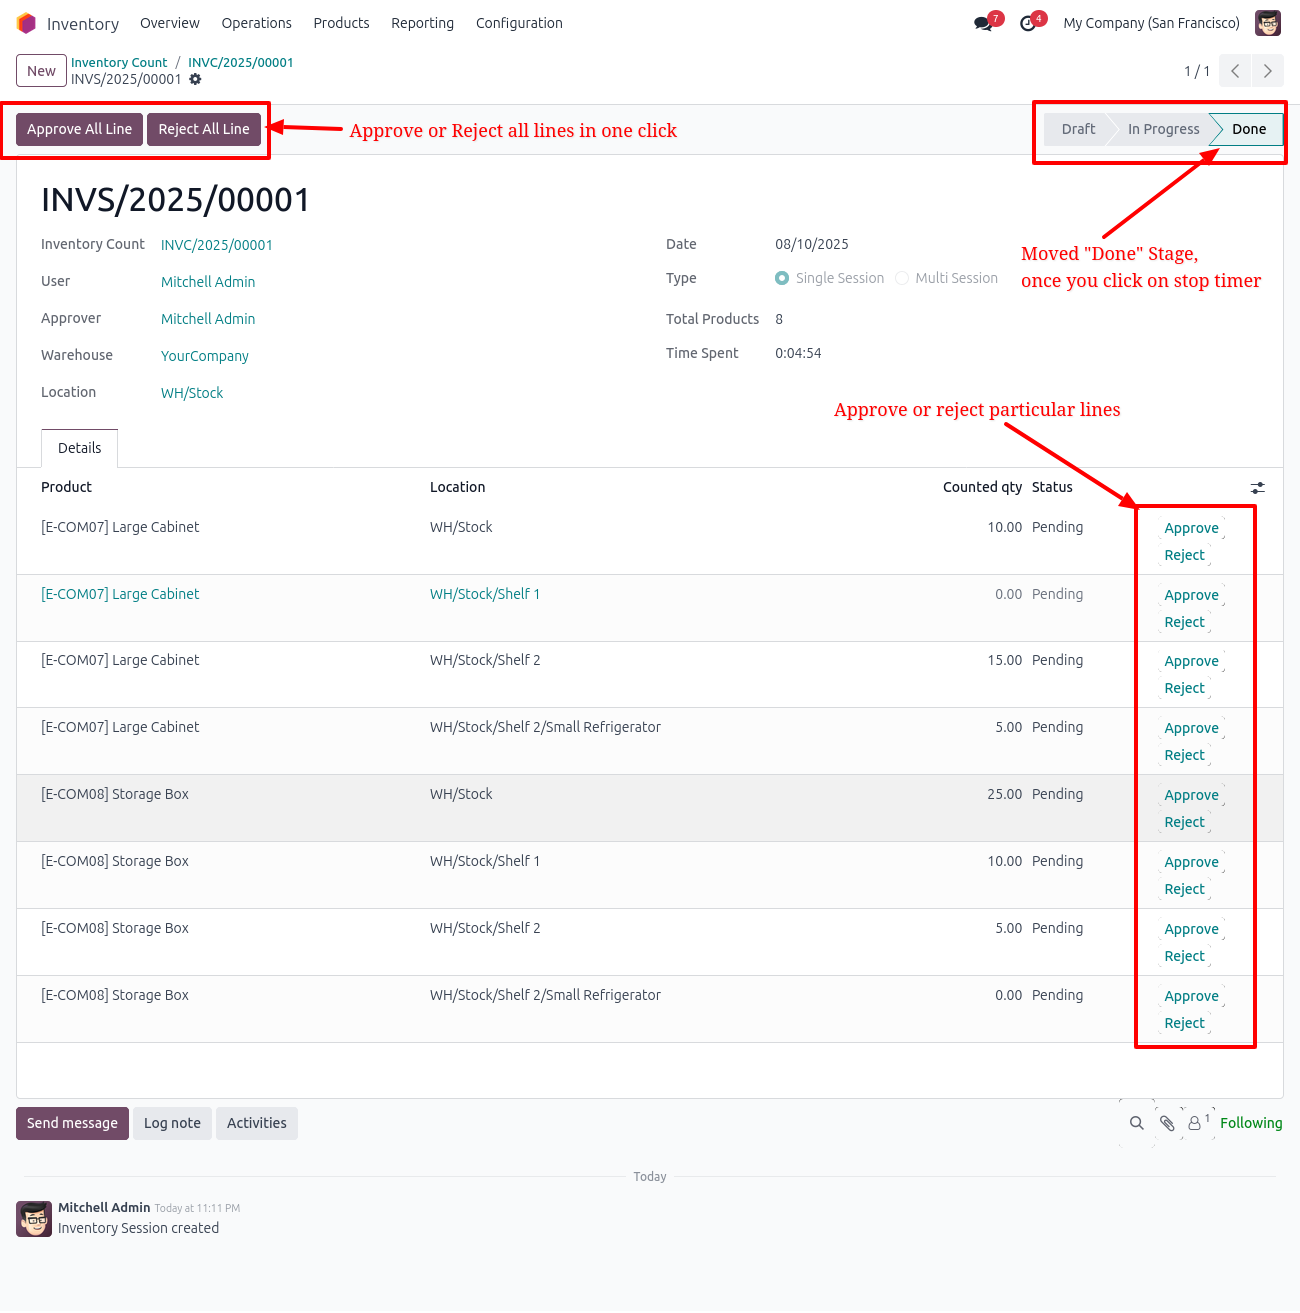 Inventory Overview Operations Products Reporting Configuration 7 4 My Company (San Francisco)
New Inventory Count / INVC/2025/00001
INVS/2025/00001
1 / 1
Approve All Line Reject All Line Approve or Reject all lines in one click Draft In Progress Done
INVS/2025/00001
Inventory Count INVC/2025/00001 Date 08/10/2025
Moved "Done" Stage,
once you click on stop timer
User Mitchell Admin Type Single Session Multi Session
Approver Mitchell Admin Total Products 8
Warehouse YourCompany Time Spent 0:04:54
Location WH/Stock
Approve or reject particular lines
Details
Product Location Counted qty Status
[E-COM07] Large Cabinet WH/Stock 10.00 Pending Approve
Reject
[E-COM07] Large Cabinet WH/Stock/Shelf 1 0.00 Pending Approve
Reject
[E-COM07] Large Cabinet WH/Stock/Shelf 2 15.00 Pending Approve
Reject
[E-COM07] Large Cabinet WH/Stock/Shelf 2/Small Refrigerator 5.00 Pending Approve
Reject
[E-COM08] Storage Box WH/Stock 25.00 Pending Approve
Reject
[E-COM08] Storage Box WH/Stock/Shelf 1 10.00 Pending Approve
Reject
[E-COM08] Storage Box WH/Stock/Shelf 2 5.00 Pending Approve
Reject
[E-COM08] Storage Box WH/Stock/Shelf 2/Small Refrigerator 0.00 Pending Approve
Reject
Send message Log note Activities 1 Following
Today
Mitchell Admin Today at 11:11 PM
Inventory Session created